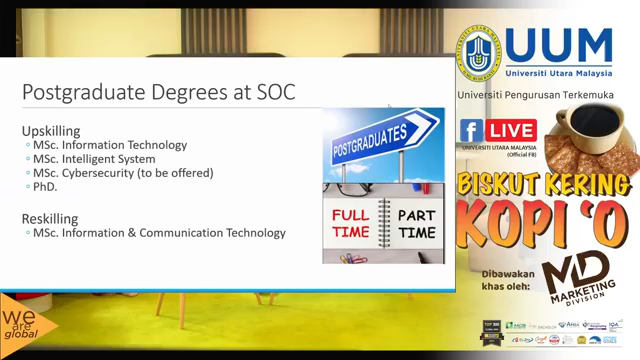 Postgraduate Degrees at SOC
Upskilling
MSc. Information Technology
MSc. Intelligent System
MSc. Cybersecurity (to be offered)
PhD.
Reskilling
MSc. Information & Communication Technology
POSTGRADUATES
FULL TIME
PART TIME
UUM
Universiti Utara Malaysia
Universiti Pengurusan Terkemuka
f LIVE
UNIVERSITI UTARA MALAYSIA
(Official FB)
BISKUT KERING
KOPI 'O
Dibawakan
khas oleh:
MD
MARKETING
DIVISION
we
are
global